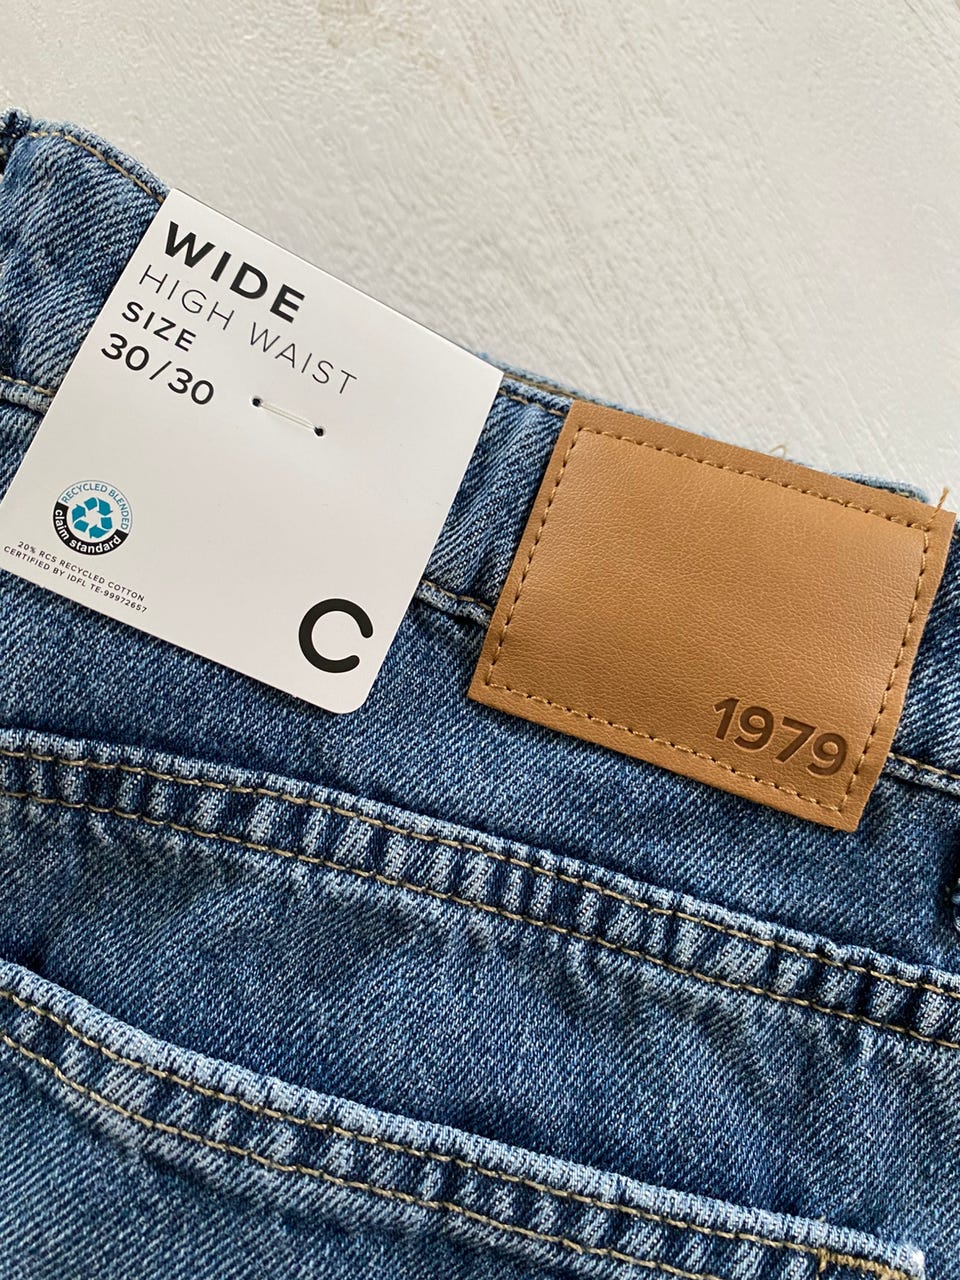 WIDE
HIGH WAIST
SIZE
30/30
RECYCLED BLENDED
claim standard
20% RCS RECYCLED COTTON
CERTIFIED BY IDFL TE-99972657
C
1979